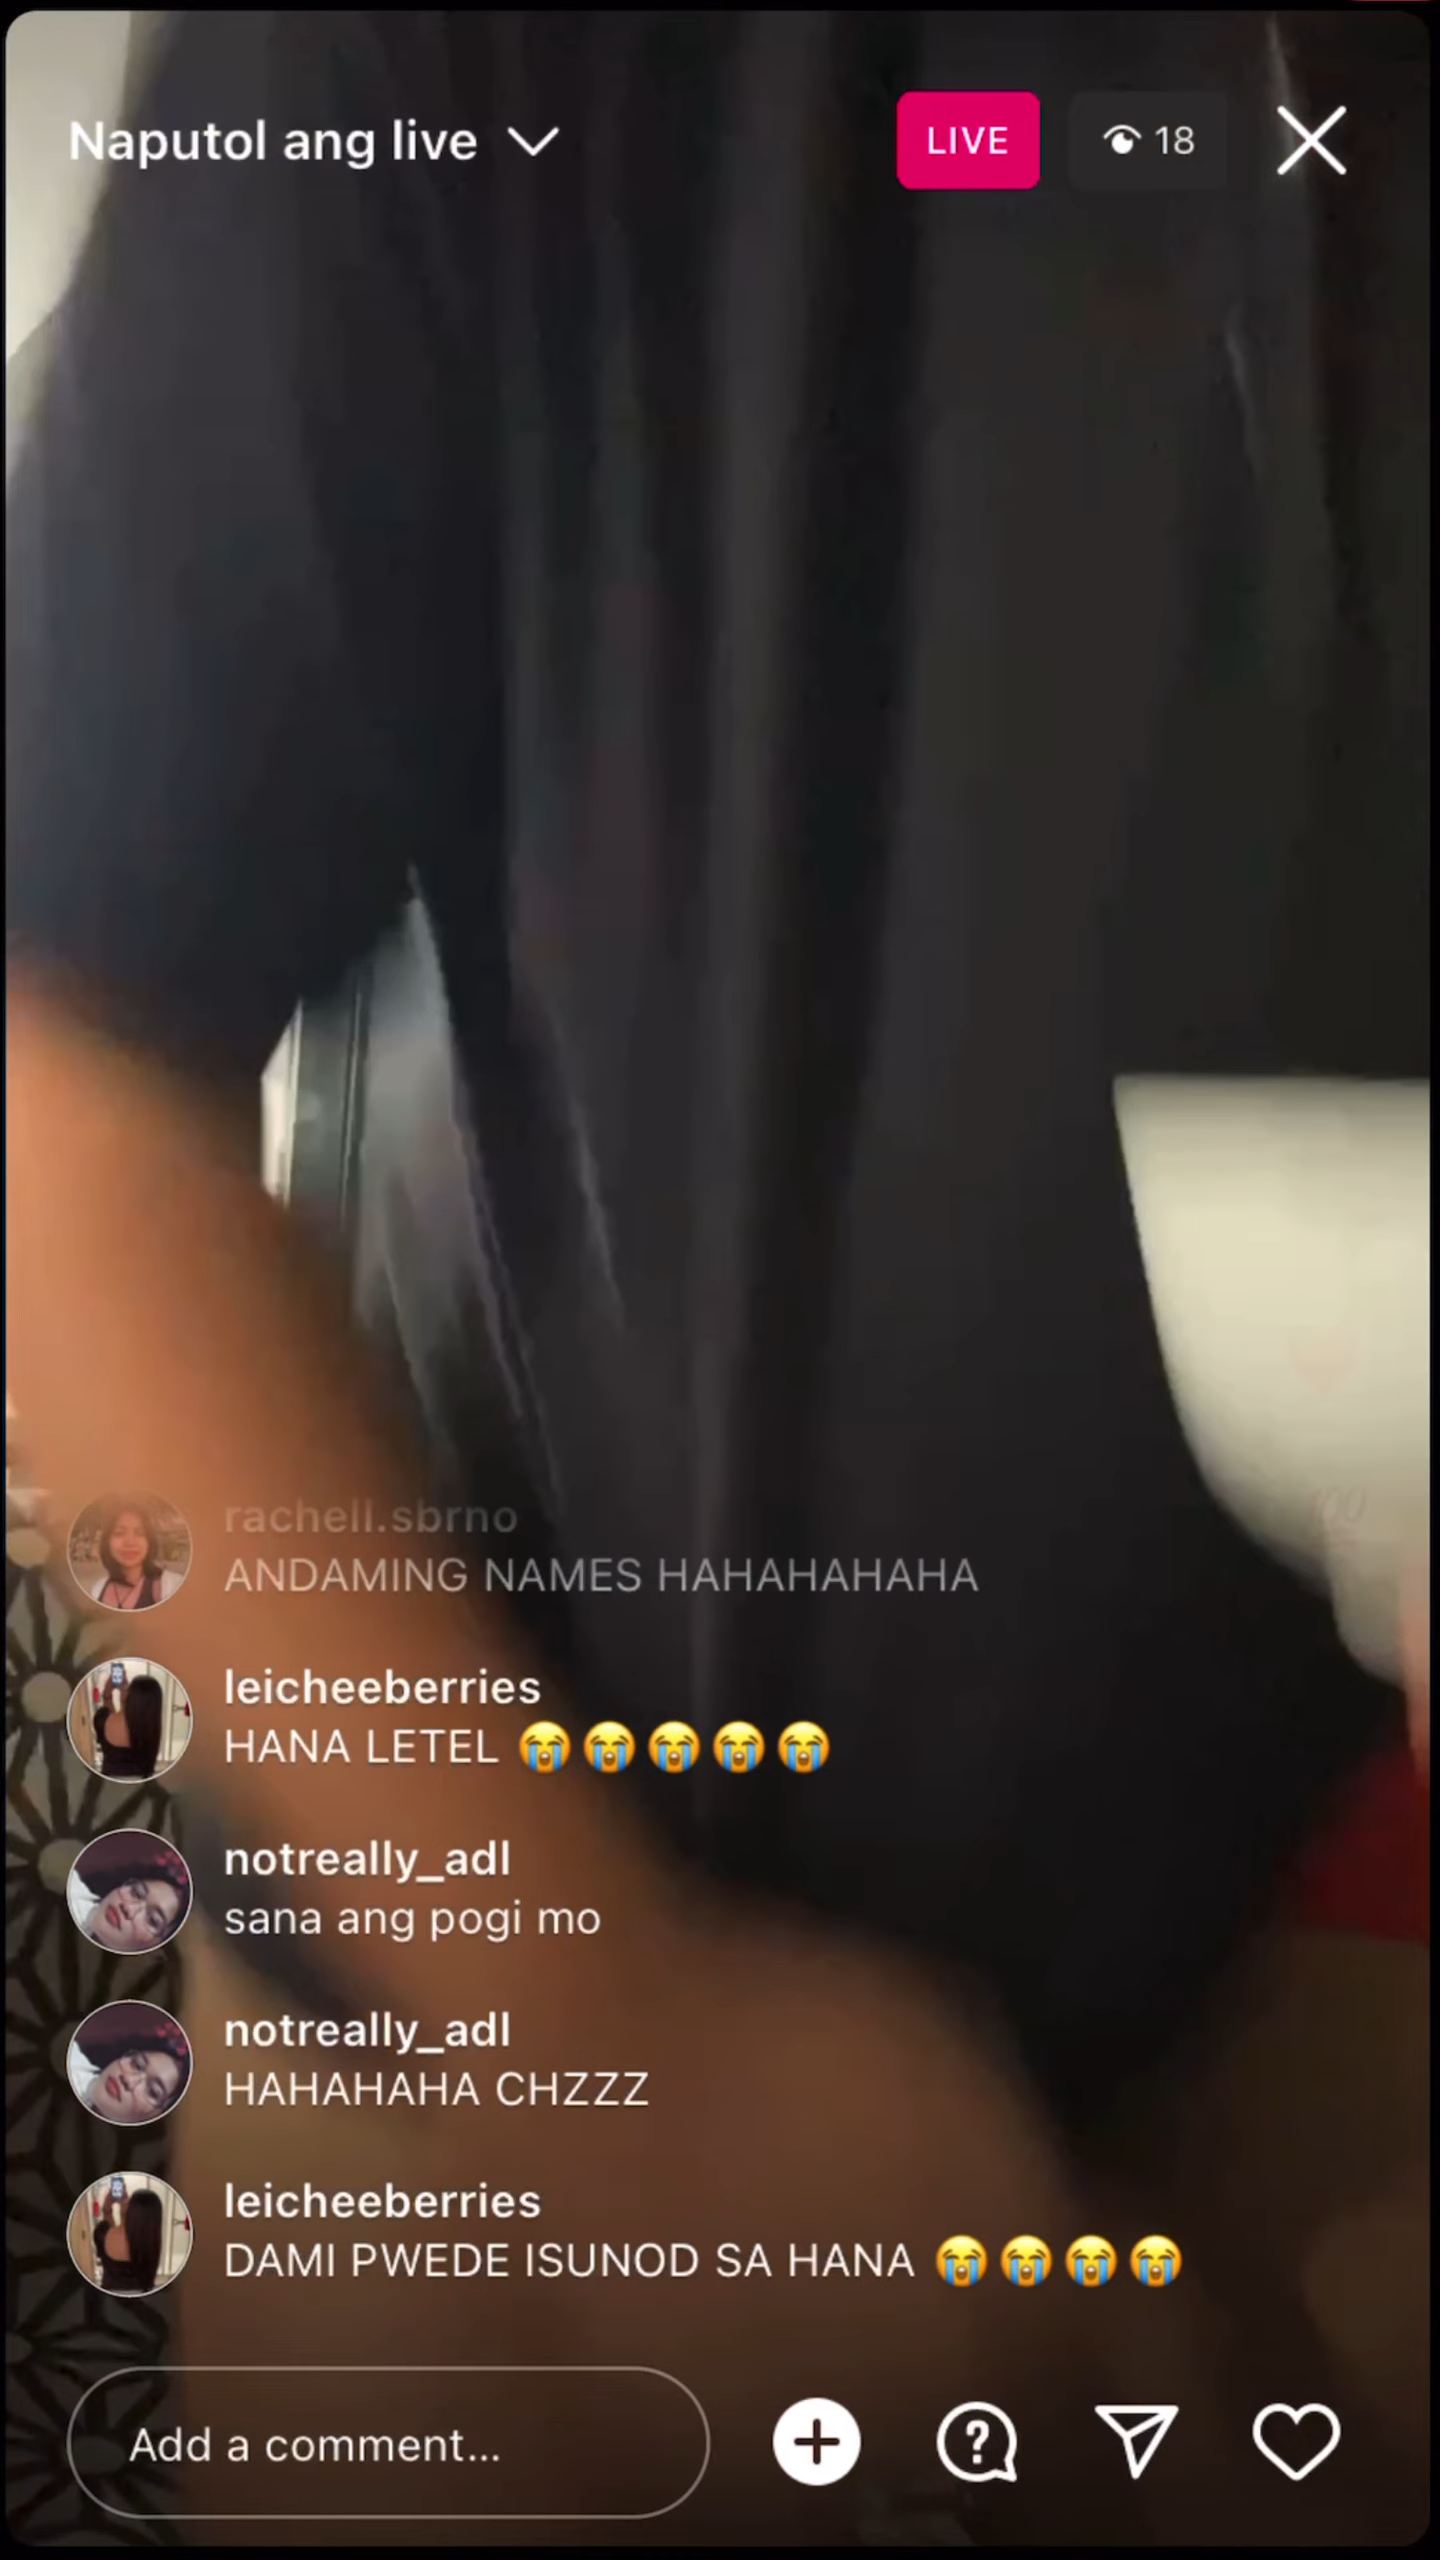 Naputol ang live
LIVE
18
rachell.sbrno
ANDAMING NAMES HAHAHAHAHA
leicheeberries
HANA LETEL 😭😭😭😭😭
notreally_adl
sana ang pogi mo
notreally_adl
HAHAHAHA CHZZZ
leicheeberries
DAMI PWEDE ISUNOD SA HANA 😭😭😭😭
Add a comment...